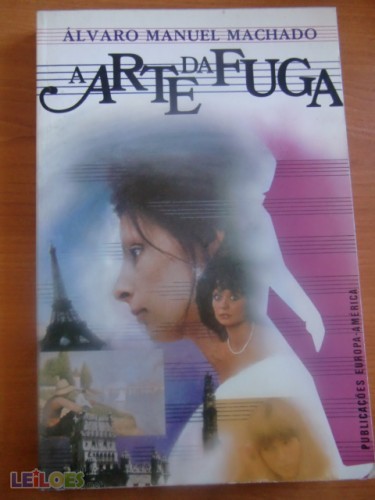 ÁLVARO MANUEL MACHADO
A ARTE DA FUGA
PUBLICAÇÕES EUROPA-AMÉRICA
LEILOES